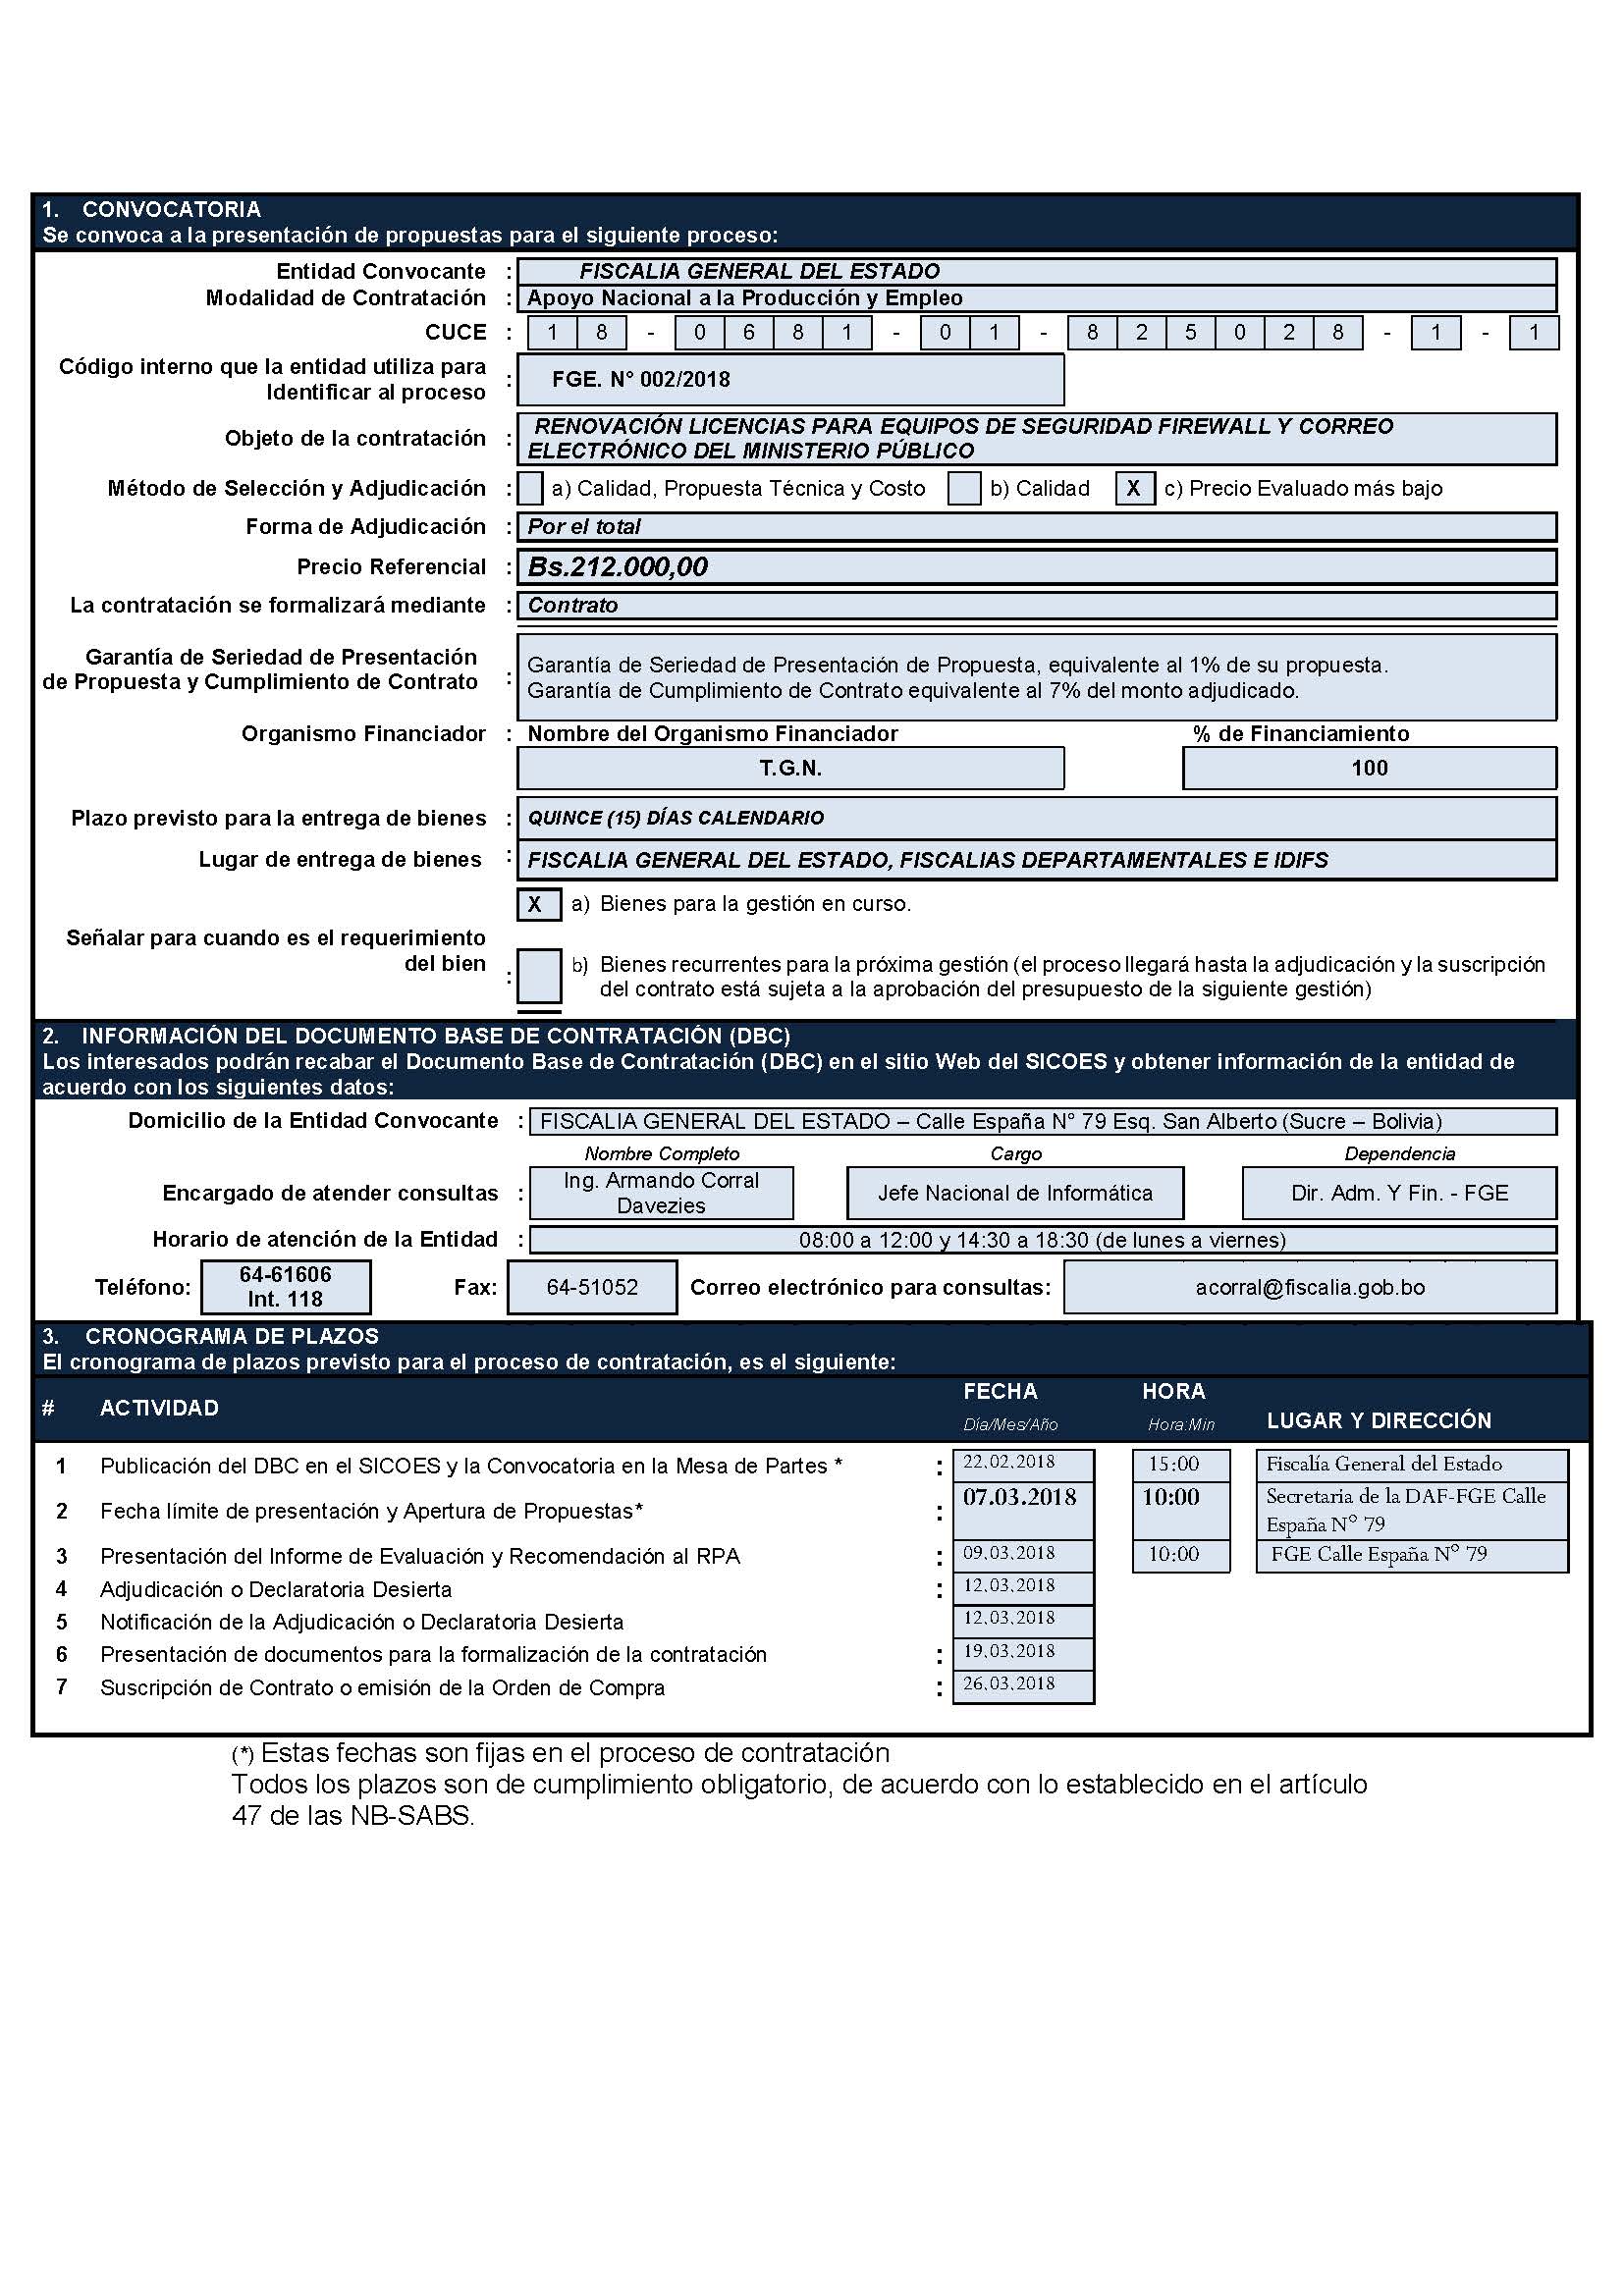 1. CONVOCATORIA
Se convoca a la presentación de propuestas para el siguiente proceso:
Entidad Convocante : FISCALIA GENERAL DEL ESTADO
Modalidad de Contratación : Apoyo Nacional a la Producción y Empleo
CUCE : 1 8 - 0 6 8 1 - 0 1 - 8 2 5 0 2 8 - 1 - 1
Código interno que la entidad utiliza para
Identificar al proceso : FGE. N° 002/2018
Objeto de la contratación : RENOVACIÓN LICENCIAS PARA EQUIPOS DE SEGURIDAD FIREWALL Y CORREO
ELECTRÓNICO DEL MINISTERIO PÚBLICO
Método de Selección y Adjudicación : a) Calidad, Propuesta Técnica y Costo b) Calidad X c) Precio Evaluado más bajo
Forma de Adjudicación : Por el total
Precio Referencial : Bs.212.000,00
La contratación se formalizará mediante : Contrato
Garantía de Seriedad de Presentación
de Propuesta y Cumplimiento de Contrato :
Garantía de Seriedad de Presentación de Propuesta, equivalente al 1% de su propuesta.
Garantía de Cumplimiento de Contrato equivalente al 7% del monto adjudicado.
Organismo Financiador : Nombre del Organismo Financiador % de Financiamiento
T.G.N. 100
Plazo previsto para la entrega de bienes : QUINCE (15) DÍAS CALENDARIO
Lugar de entrega de bienes : FISCALIA GENERAL DEL ESTADO, FISCALIAS DEPARTAMENTALES E IDIFS
X a) Bienes para la gestión en curso.
Señalar para cuando es el requerimiento
del bien :
b) Bienes recurrentes para la próxima gestión (el proceso llegará hasta la adjudicación y la suscripción
del contrato está sujeta a la aprobación del presupuesto de la siguiente gestión)
2. INFORMACIÓN DEL DOCUMENTO BASE DE CONTRATACIÓN (DBC)
Los interesados podrán recabar el Documento Base de Contratación (DBC) en el sitio Web del SICOES y obtener información de la entidad de
acuerdo con los siguientes datos:
Domicilio de la Entidad Convocante : FISCALIA GENERAL DEL ESTADO – Calle España N° 79 Esq. San Alberto (Sucre – Bolivia)
Nombre Completo Cargo Dependencia
Encargado de atender consultas : Ing. Armando Corral
Davezies Jefe Nacional de Informática Dir. Adm. Y Fin. - FGE
Horario de atención de la Entidad : 08:00 a 12:00 y 14:30 a 18:30 (de lunes a viernes)
Teléfono: 64-61606
Int. 118 Fax: 64-51052 Correo electrónico para consultas: acorral@fiscalia.gob.bo
3. CRONOGRAMA DE PLAZOS
El cronograma de plazos previsto para el proceso de contratación, es el siguiente:
# ACTIVIDAD FECHA HORA LUGAR Y DIRECCIÓN
Día/Mes/Año Hora:Min
1 Publicación del DBC en el SICOES y la Convocatoria en la Mesa de Partes * : 22.02.2018 15:00 Fiscalía General del Estado
2 Fecha límite de presentación y Apertura de Propuestas* : 07.03.2018 10:00 Secretaria de la DAF-FGE Calle
España N° 79
3 Presentación del Informe de Evaluación y Recomendación al RPA : 09.03.2018 10:00 FGE Calle España N° 79
4 Adjudicación o Declaratoria Desierta : 12.03.2018
5 Notificación de la Adjudicación o Declaratoria Desierta 12.03.2018
6 Presentación de documentos para la formalización de la contratación : 19.03.2018
7 Suscripción de Contrato o emisión de la Orden de Compra : 26.03.2018
(*) Estas fechas son fijas en el proceso de contratación
Todos los plazos son de cumplimiento obligatorio, de acuerdo con lo establecido en el artículo
47 de las NB-SABS.